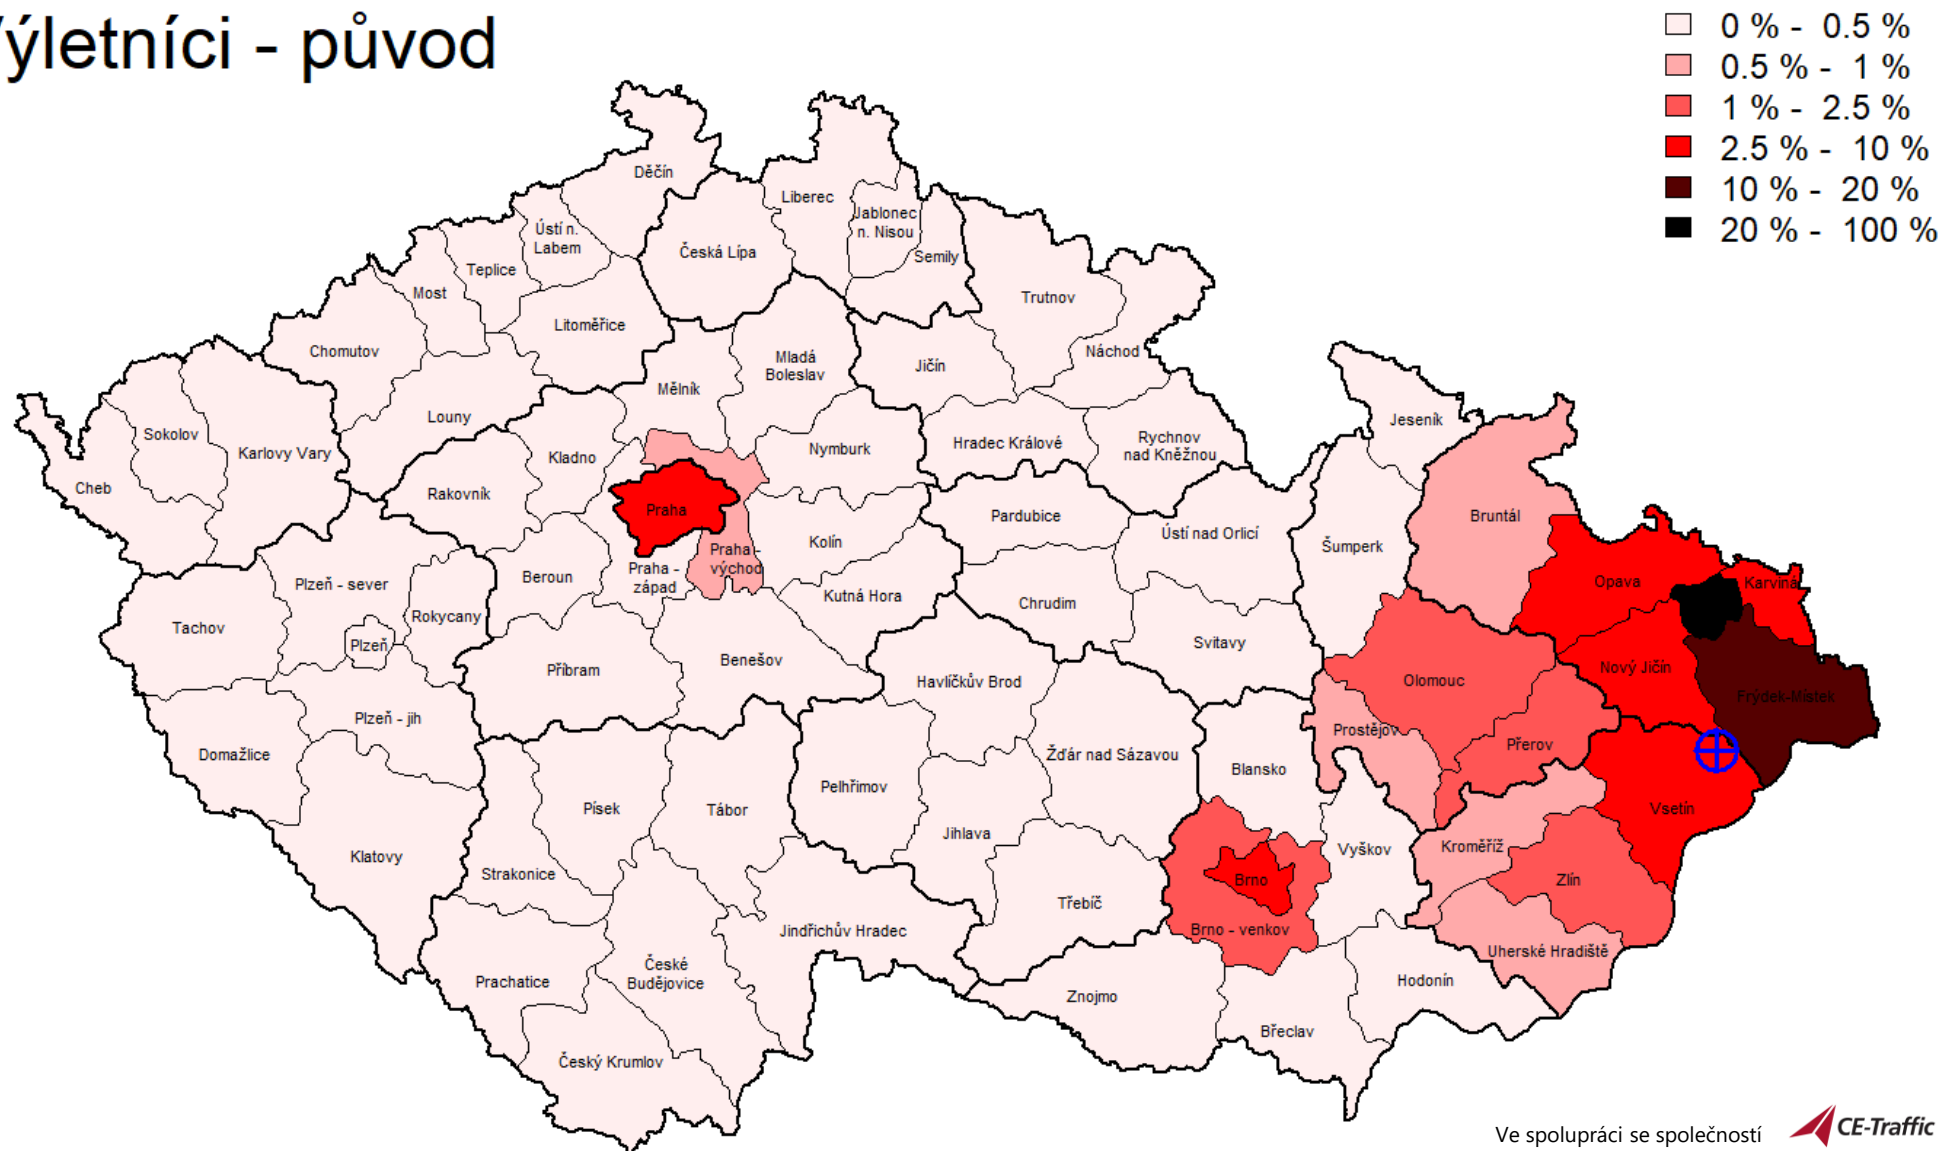 ýletníci - původ
0 % - 0.5 %
0.5 % - 1 %
1 % - 2.5 %
2.5 % - 10 %
10 % - 20 %
20 % - 100 %
Děčín
Liberec
Jablonec
n. Nisou
Ústí n.
Labem
Česká Lípa
Semily
Teplice
Most
Trutnov
Litoměřice
Chomutov
Náchod
Mladá
Boleslav
Jičín
Mělník
Louny
Jeseník
Sokolov
Karlovy Vary
Kladno
Nymburk
Hradec Králové
Rychnov
nad Kněžnou
Cheb
Rakovník
Praha
Pardubice
Bruntál
Ústí nad Orlicí
Kolín
Šumperk
Praha -
východ
Praha -
západ
Beroun
Plzeň - sever
Opava
Karviná
Kutná Hora
Chrudim
Rokycany
Tachov
Plzeň
Svitavy
Benešov
Příbram
Nový Jičín
Havlíčkův Brod
Olomouc
Frýdek-Místek
Plzeň - jih
Prostějov
Přerov
Domažlice
Žďár nad Sázavou
Blansko
Pelhřimov
Písek
Tábor
Vsetín
Jihlava
Klatovy
Vyškov
Kroměříž
Strakonice
Brno
Zlín
Třebíč
Jindřichův Hradec
Brno - venkov
Uherské Hradiště
České
Budějovice
Prachatice
Hodonín
Znojmo
Břeclav
Český Krumlov
Ve spolupráci se společností
CE-Traffic